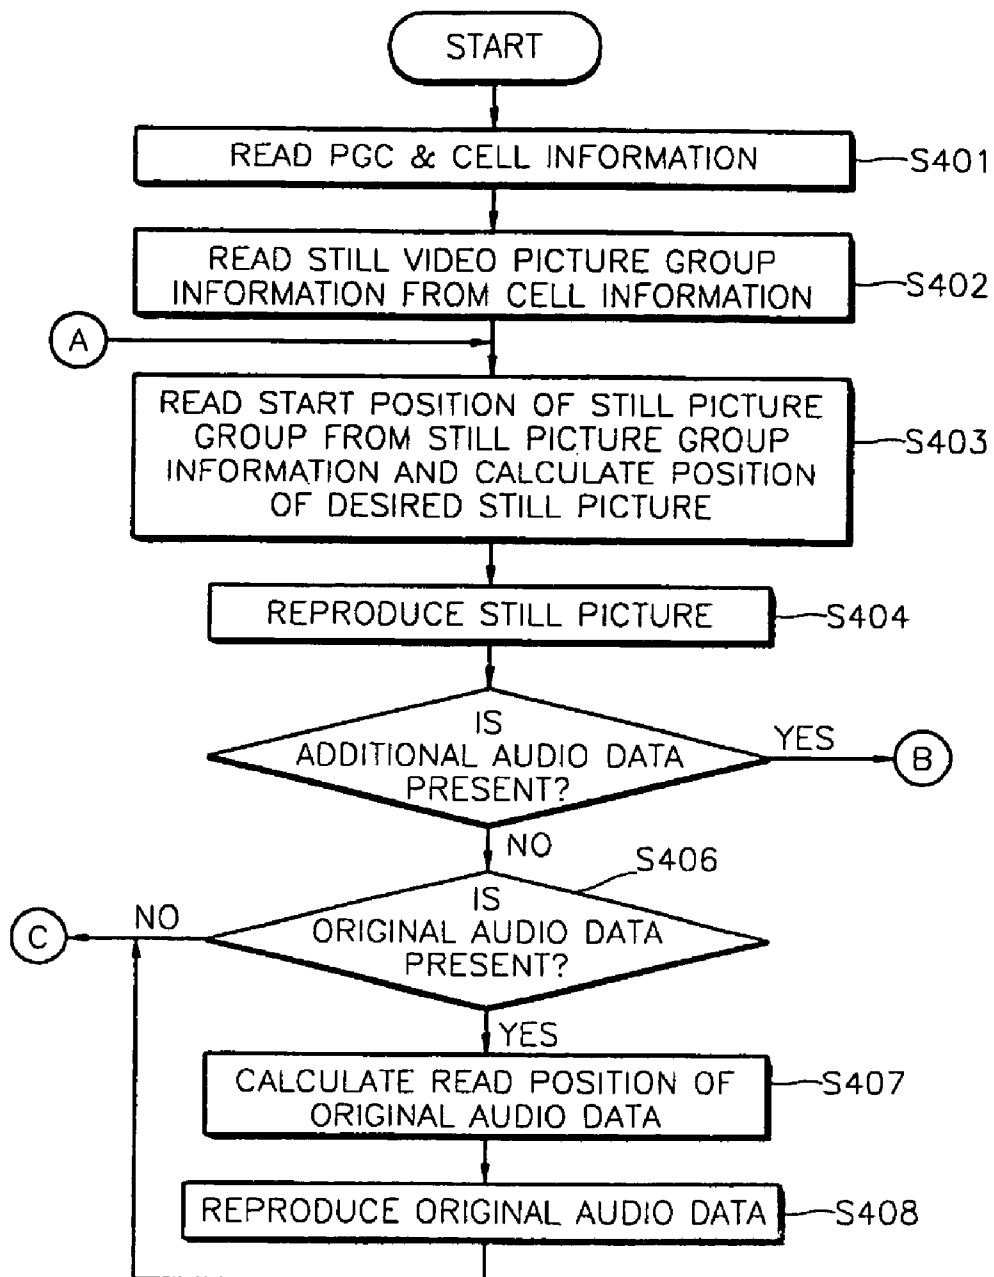 START
READ PGC & CELL INFORMATION
S401
READ STILL VIDEO PICTURE GROUP
INFORMATION FROM CELL INFORMATION
S402
A
READ START POSITION OF STILL PICTURE
GROUP FROM STILL PICTURE GROUP
INFORMATION AND CALCULATE POSITION
OF DESIRED STILL PICTURE
S403
REPRODUCE STILL PICTURE
S404
IS
ADDITIONAL AUDIO DATA
PRESENT?
YES
B
NO
S406
IS
ORIGINAL AUDIO DATA
PRESENT?
NO
C
YES
CALCULATE READ POSITION OF
ORIGINAL AUDIO DATA
S407
REPRODUCE ORIGINAL AUDIO DATA
S408